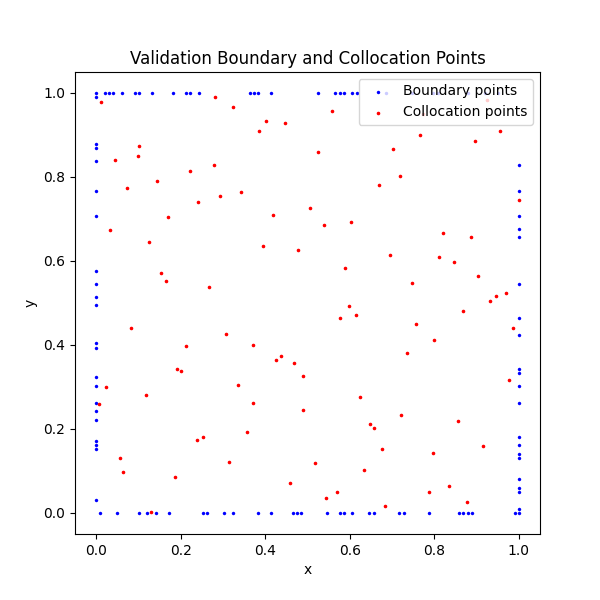 Validation Boundary and Collocation Points
Boundary points
Collocation points
1.0
0.8
0.6
0.4
0.2
0.0
y
0.0 0.2 0.4 0.6 0.8 1.0
x